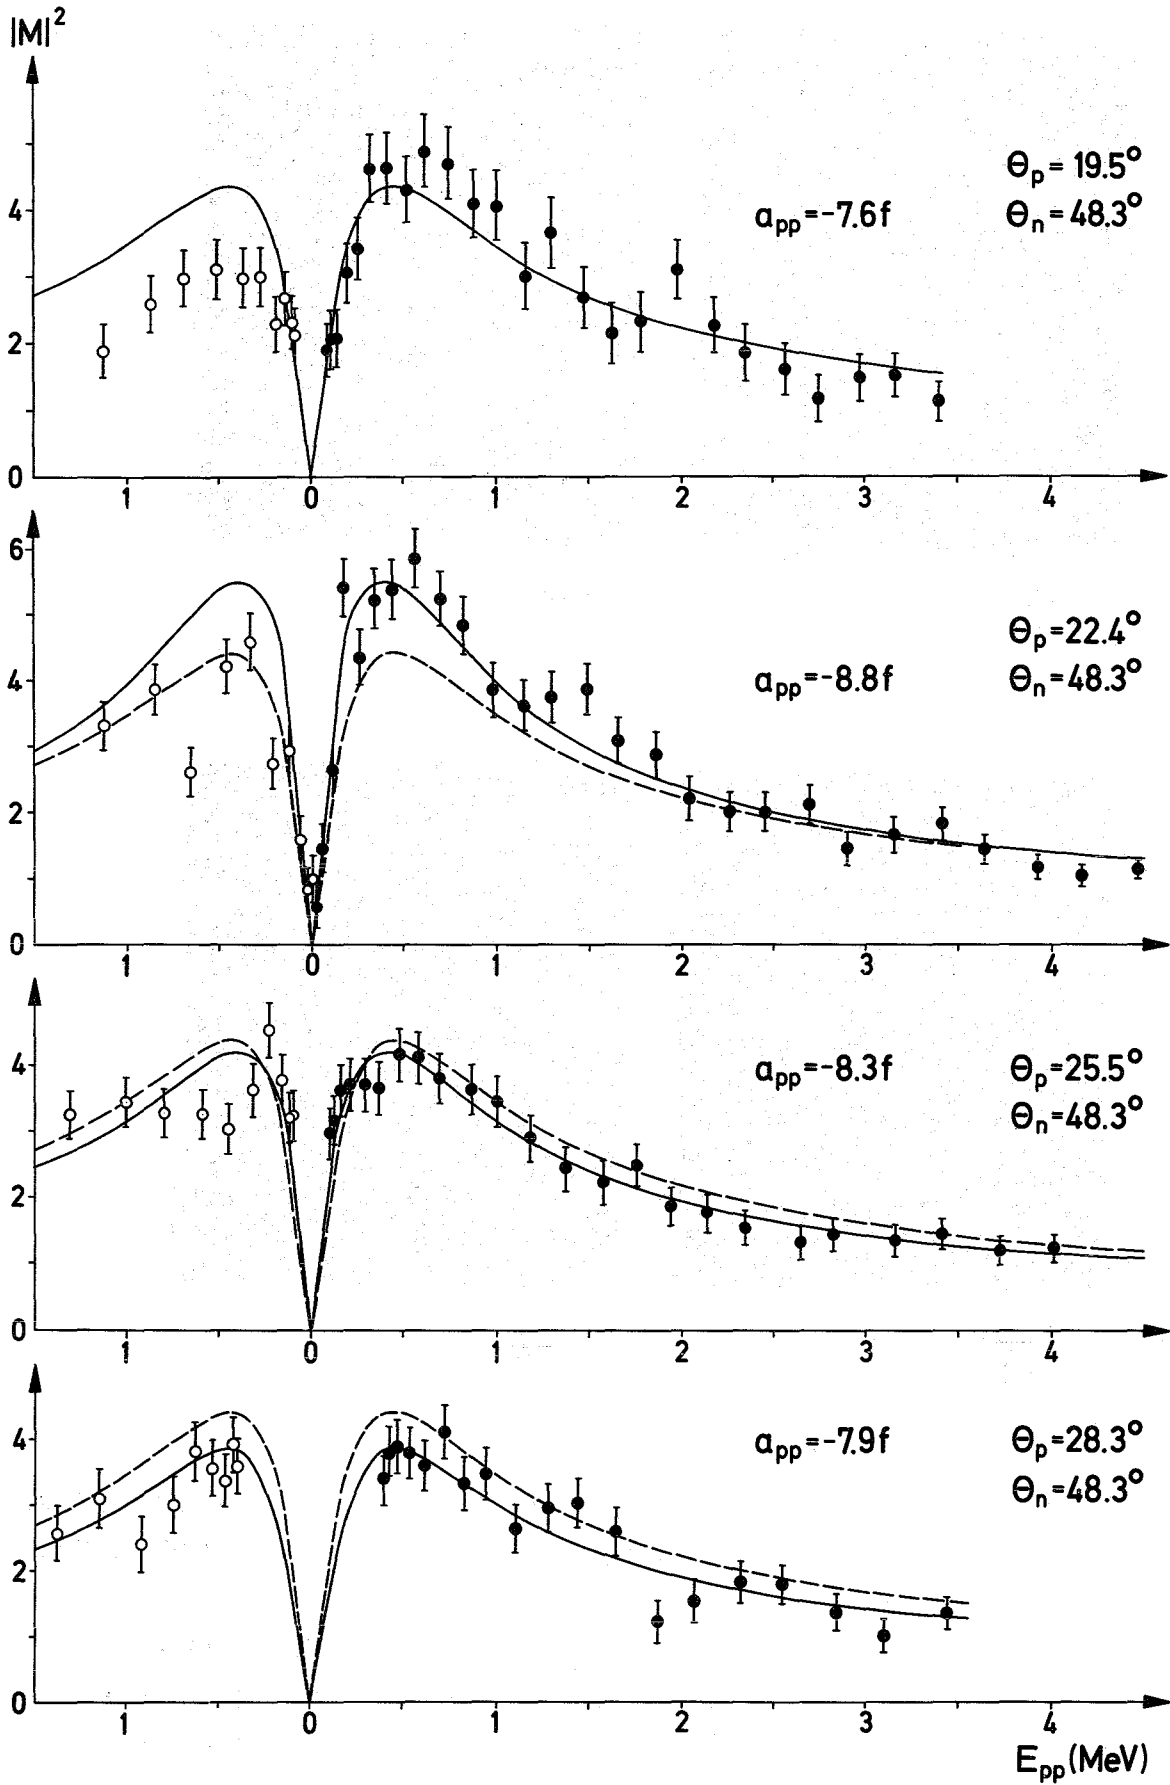 |M|²
4
2
0
1 0 1 2 3 4
a_pp = -7.6 f
Θ_p = 19.5°
Θ_n = 48.3°
6
4
2
0
1 0 1 2 3 4
a_pp = -8.8 f
Θ_p = 22.4°
Θ_n = 48.3°
4
2
0
1 0 1 2 3 4
a_pp = -8.3 f
Θ_p = 25.5°
Θ_n = 48.3°
4
2
0
1 0 1 2 3 4
a_pp = -7.9 f
Θ_p = 28.3°
Θ_n = 48.3°
E_pp (MeV)